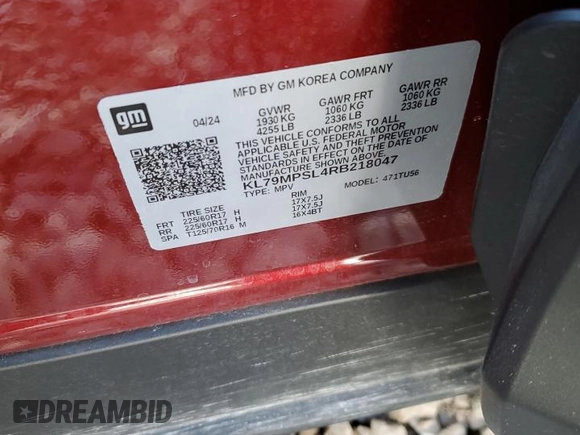 MFD BY GM KOREA COMPANY
gm
04/24
GVWR
1930 KG
4255 LB
GAWR FRT
1060 KG
2336 LB
GAWR RR
1060 KG
2336 LB
THIS VEHICLE CONFORMS TO ALL
APPLICABLE U.S. FEDERAL MOTOR
VEHICLE SAFETY AND THEFT PREVENTION
STANDARDS IN EFFECT ON THE DATE OF
MANUFACTURE SHOWN ABOVE.
KL79MPSL4RB218047
TYPE: MPV
MODEL: 471TU56
TIRE SIZE
RIM
FRT 225/60R17 H 17X7.5J
RR 225/60R17 H 17X7.5J
SPA T125/70R16 M 16X4BT
DREAMBID